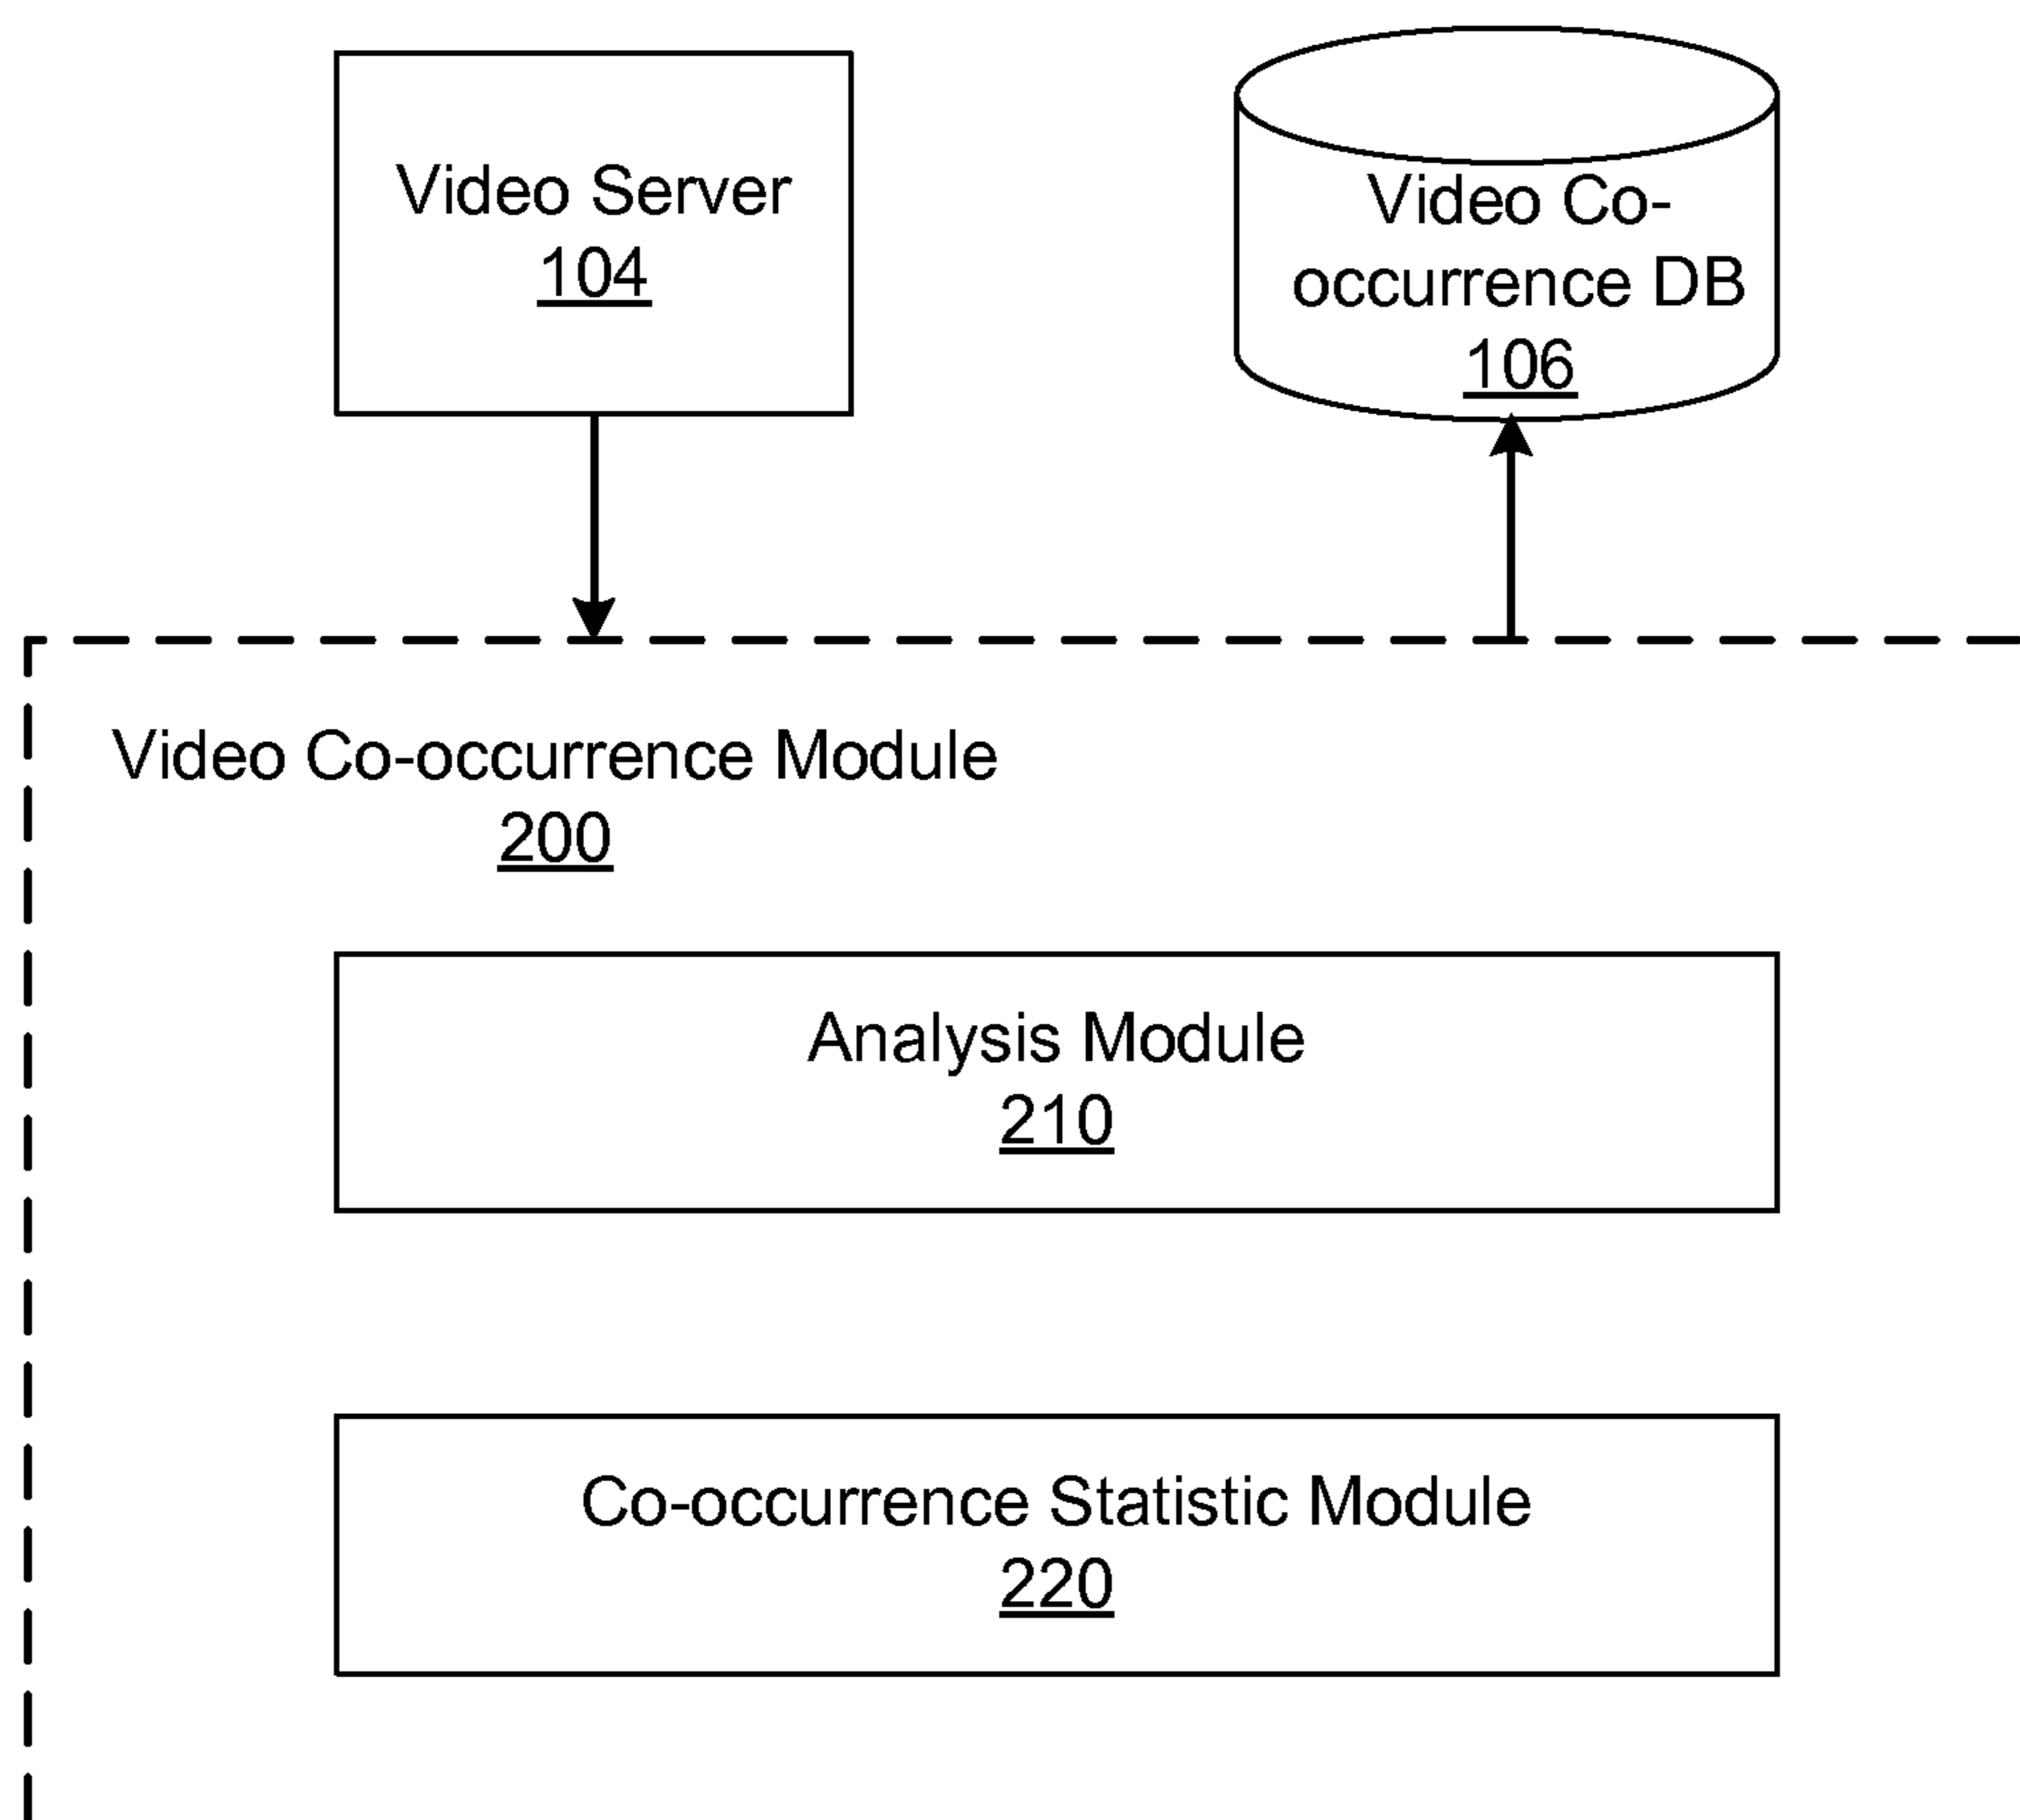 Video Server
104
Video Co-
occurrence DB
106
Video Co-occurrence Module
200
Analysis Module
210
Co-occurrence Statistic Module
220